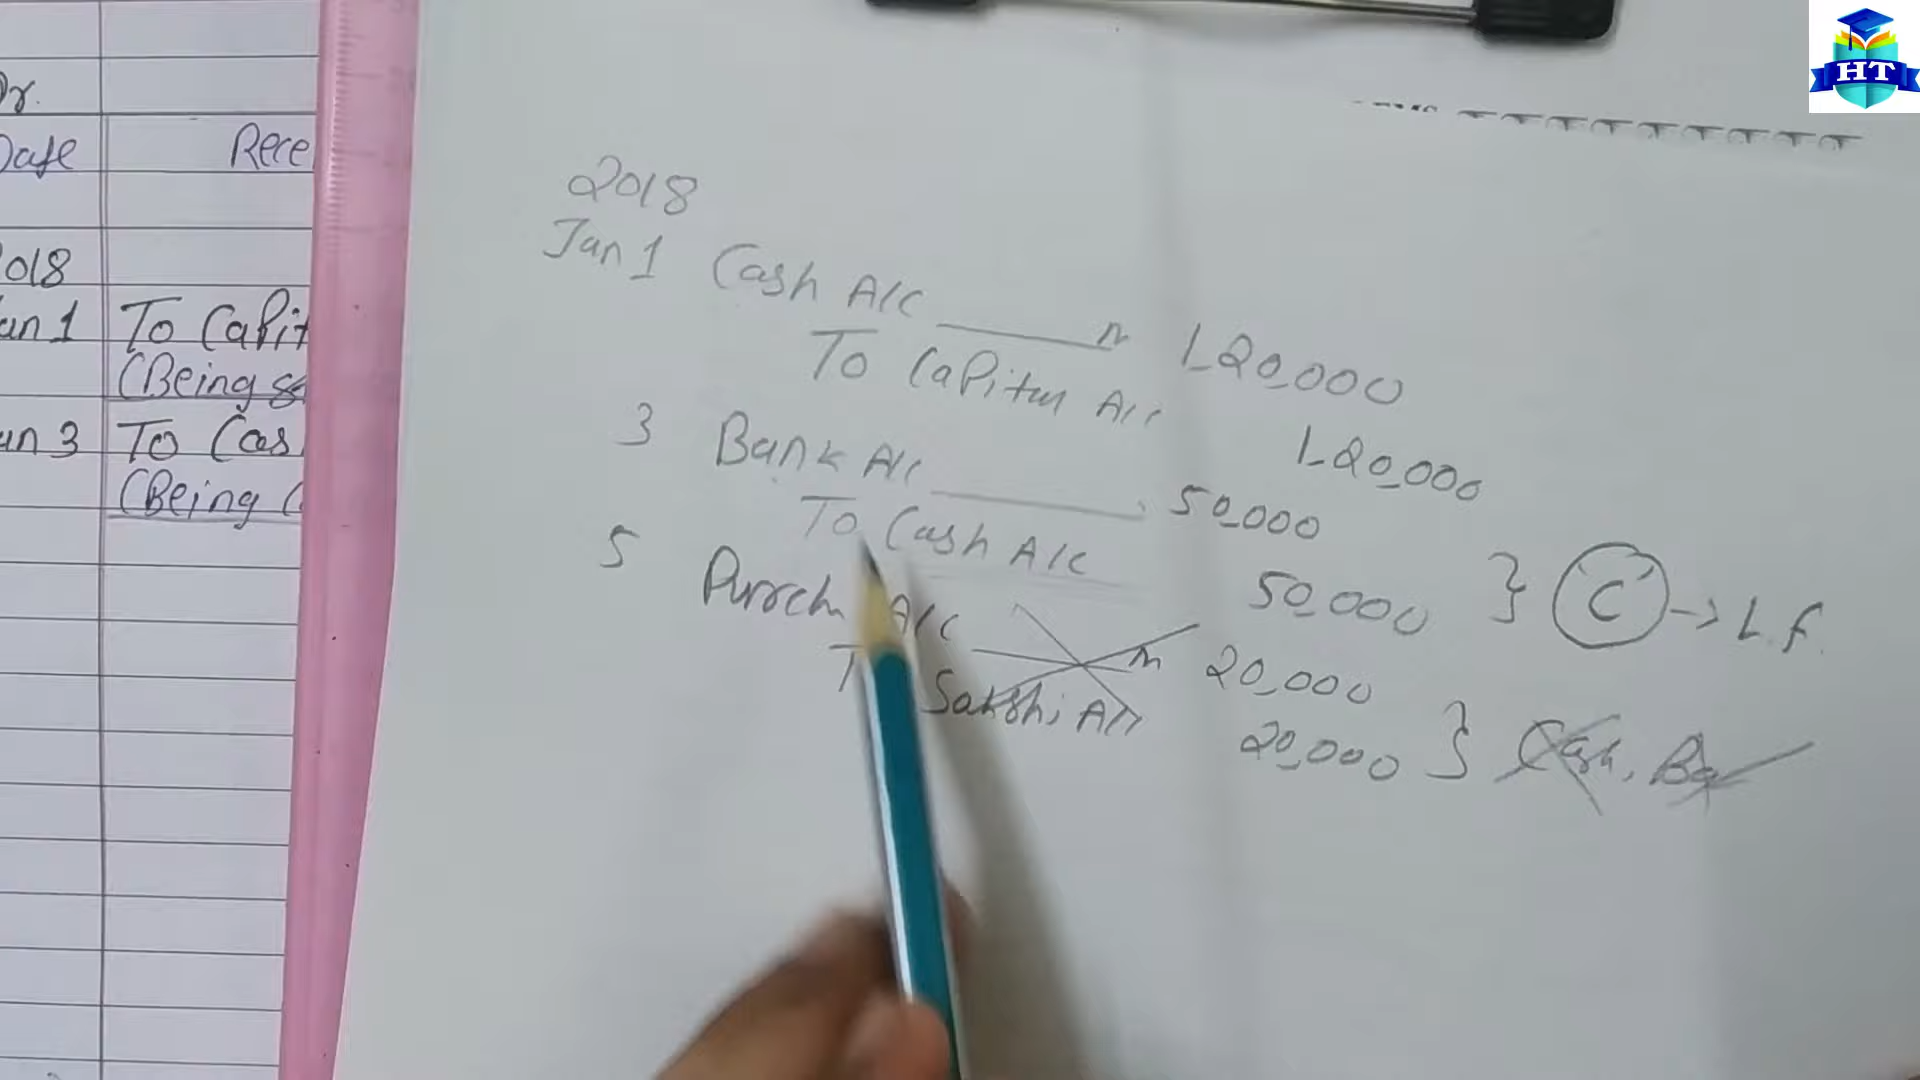 Dr.
Date Rece
2018
Jan 1 To Capit
(Being
Jan 3 To Cas
(Being C
2018
Jan 1 Cash A/c 1,20,000
To Capital A/c 1,20,000
3 Bank A/c 50,000
To Cash A/c 50,000 } C → L.f.
5 Purch A/c 20,000
T Sakshi A/c 20,000 } Cash, Ba
HT